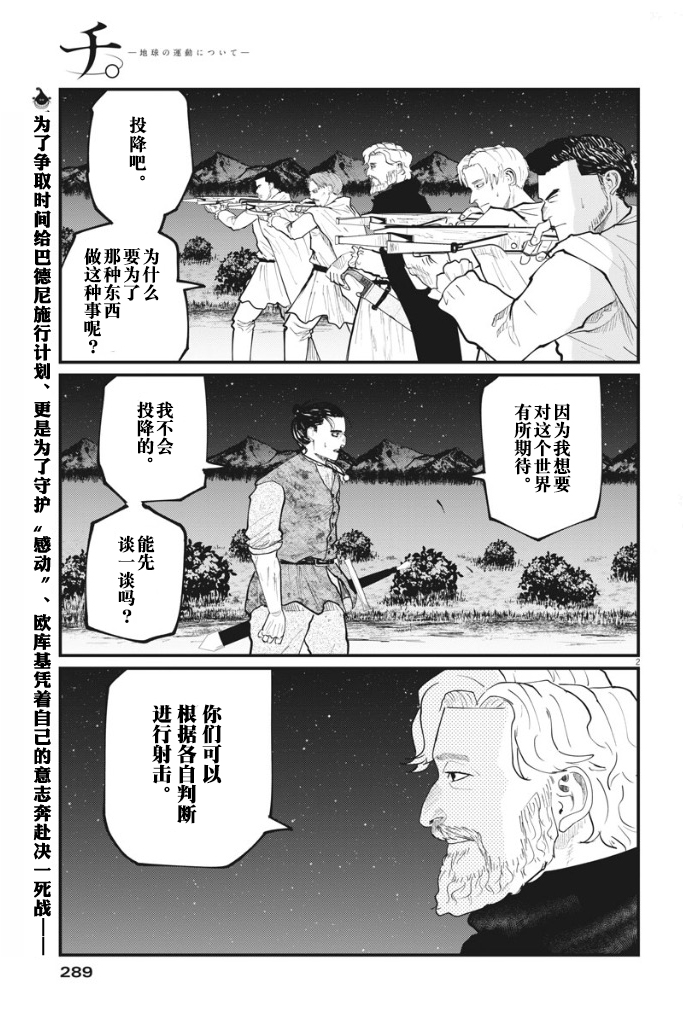 チ。
―地球の運動について―
为了争取时间给巴德尼施行计划、更是为了守护“感动”、欧库基凭着自己的意志奔赴决一死战——
投降吧。
为什么
要为了
那种东西
做这种事呢？
因为我想要
对这个世界
有所期待。
我不会
投降的。
能先
谈一谈吗？
2
你们可以
根据各自判断
进行射击。
289